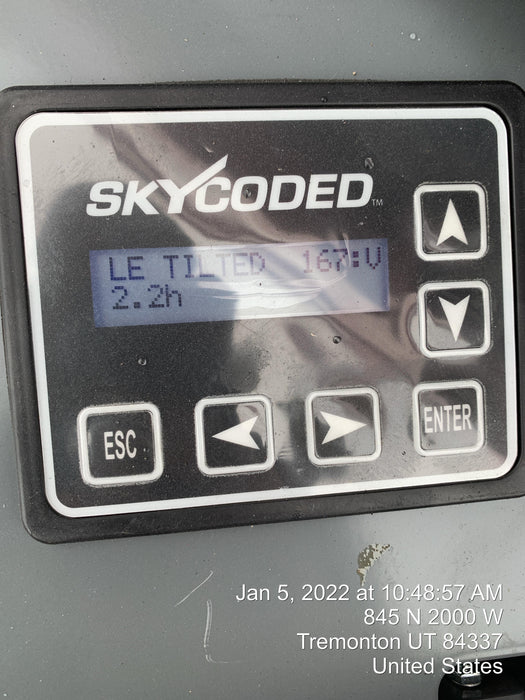 SKYCODED™
LE TILTED 167:V
2.2h
ESC
ENTER
Jan 5, 2022 at 10:48:57 AM
845 N 2000 W
Tremonton UT 84337
United States